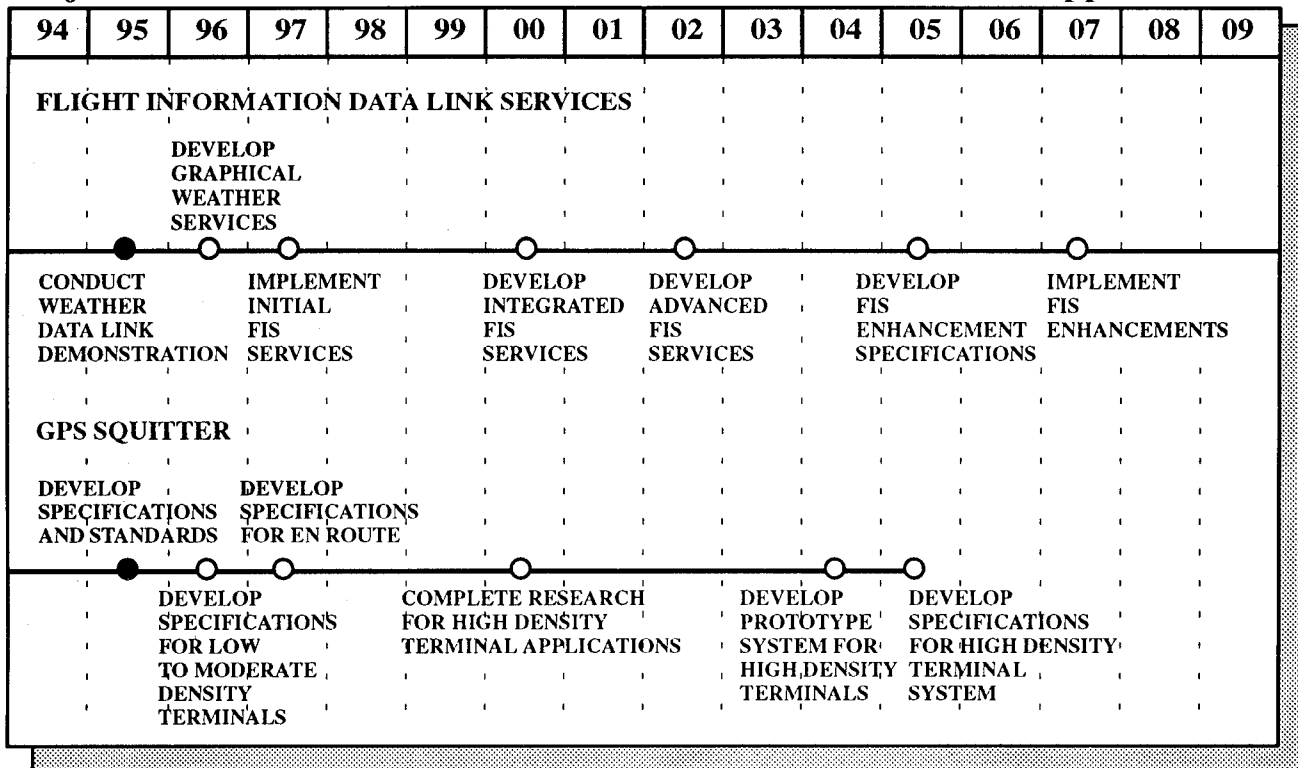 94 95 96 97 98 99 00 01 02 03 04 05 06 07 08 09
FLIGHT INFORMATION DATA LINK SERVICES
DEVELOP
GRAPHICAL
WEATHER
SERVICES
CONDUCT
WEATHER
DATA LINK
DEMONSTRATION
IMPLEMENT
INITIAL
FIS
SERVICES
DEVELOP
INTEGRATED
FIS
SERVICES
DEVELOP
ADVANCED
FIS
SERVICES
DEVELOP
FIS
ENHANCEMENT
SPECIFICATIONS
IMPLEMENT
FIS
ENHANCEMENTS
GPS SQUITTER
DEVELOP
SPECIFICATIONS
AND STANDARDS
DEVELOP
SPECIFICATIONS
FOR EN ROUTE
DEVELOP
SPECIFICATIONS
FOR LOW
TO MODERATE
DENSITY
TERMINALS
COMPLETE RESEARCH
FOR HIGH DENSITY
TERMINAL APPLICATIONS
DEVELOP
PROTOTYPE
SYSTEM FOR
HIGH DENSITY
TERMINALS
DEVELOP
SPECIFICATIONS
FOR HIGH DENSITY
TERMINAL
SYSTEM